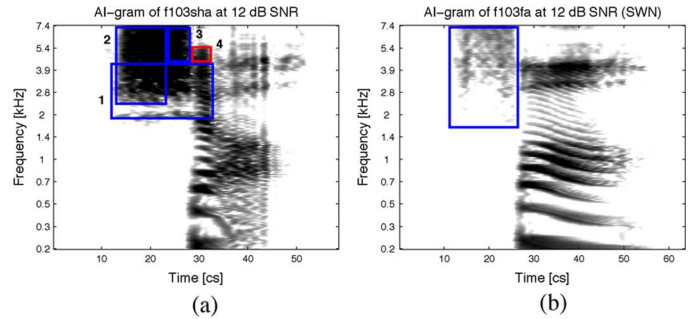 AI-gram of f103sha at 12 dB SNR
7.4
5.4
3.9
2.8
2
1.4
1
0.7
0.5
0.3
0.2
Frequency [kHz]
1
2
3
4
10 20 30 40 50
Time [cs]
(a)
AI-gram of f103fa at 12 dB SNR (SWN)
7.4
5.4
3.9
2.8
2
1.4
1
0.7
0.5
0.3
0.2
Frequency [kHz]
10 20 30 40 50 60
Time [cs]
(b)